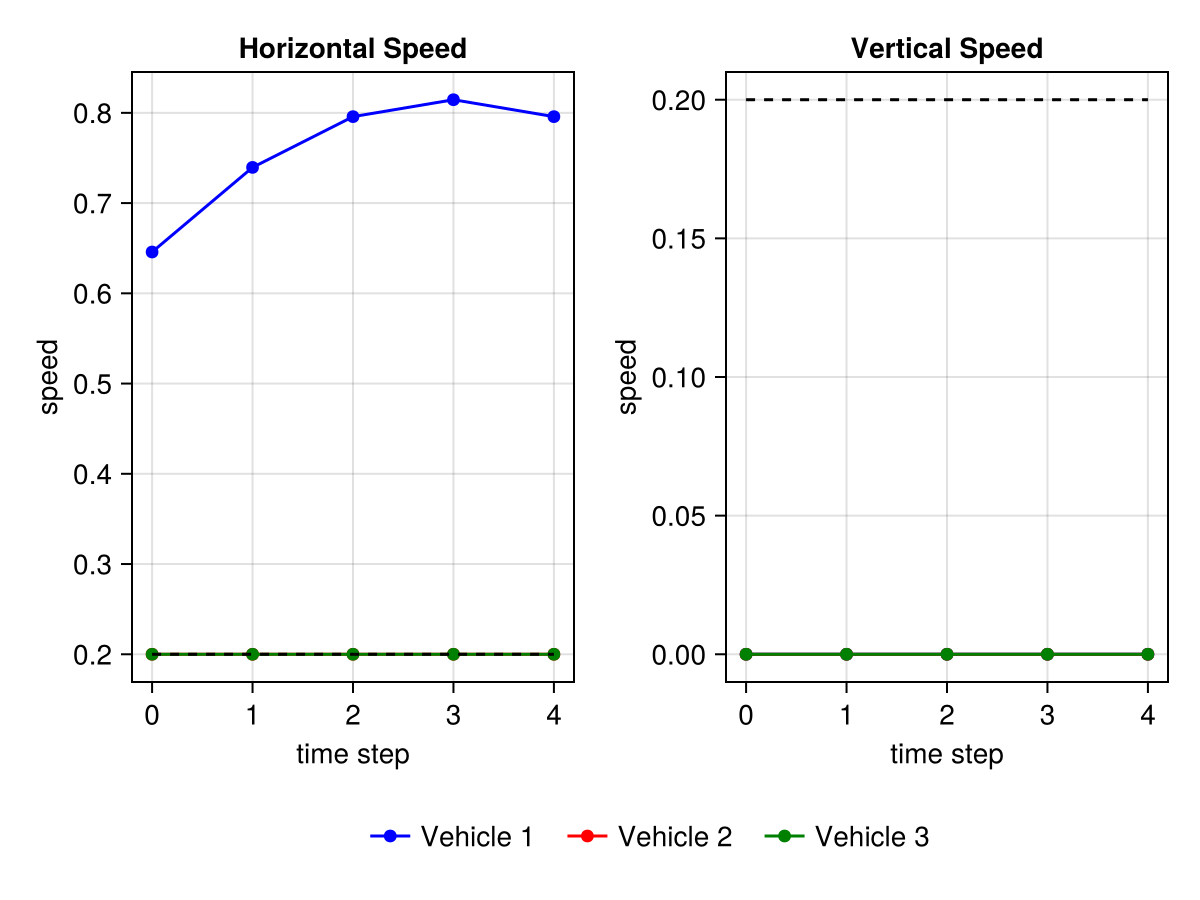 Horizontal Speed
Vertical Speed
speed
0.8
0.7
0.6
0.5
0.4
0.3
0.2
0
1
2
3
4
time step
speed
0.20
0.15
0.10
0.05
0.00
0
1
2
3
4
time step
Vehicle 1
Vehicle 2
Vehicle 3